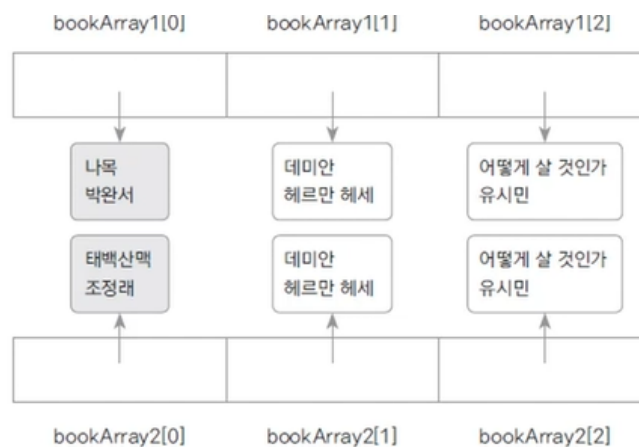 bookArray1[0] bookArray1[1] bookArray1[2]
나목
박완서
데미안
헤르만 헤세
어떻게 살 것인가
유시민
태백산맥
조정래
데미안
헤르만 헤세
어떻게 살 것인가
유시민
bookArray2[0] bookArray2[1] bookArray2[2]